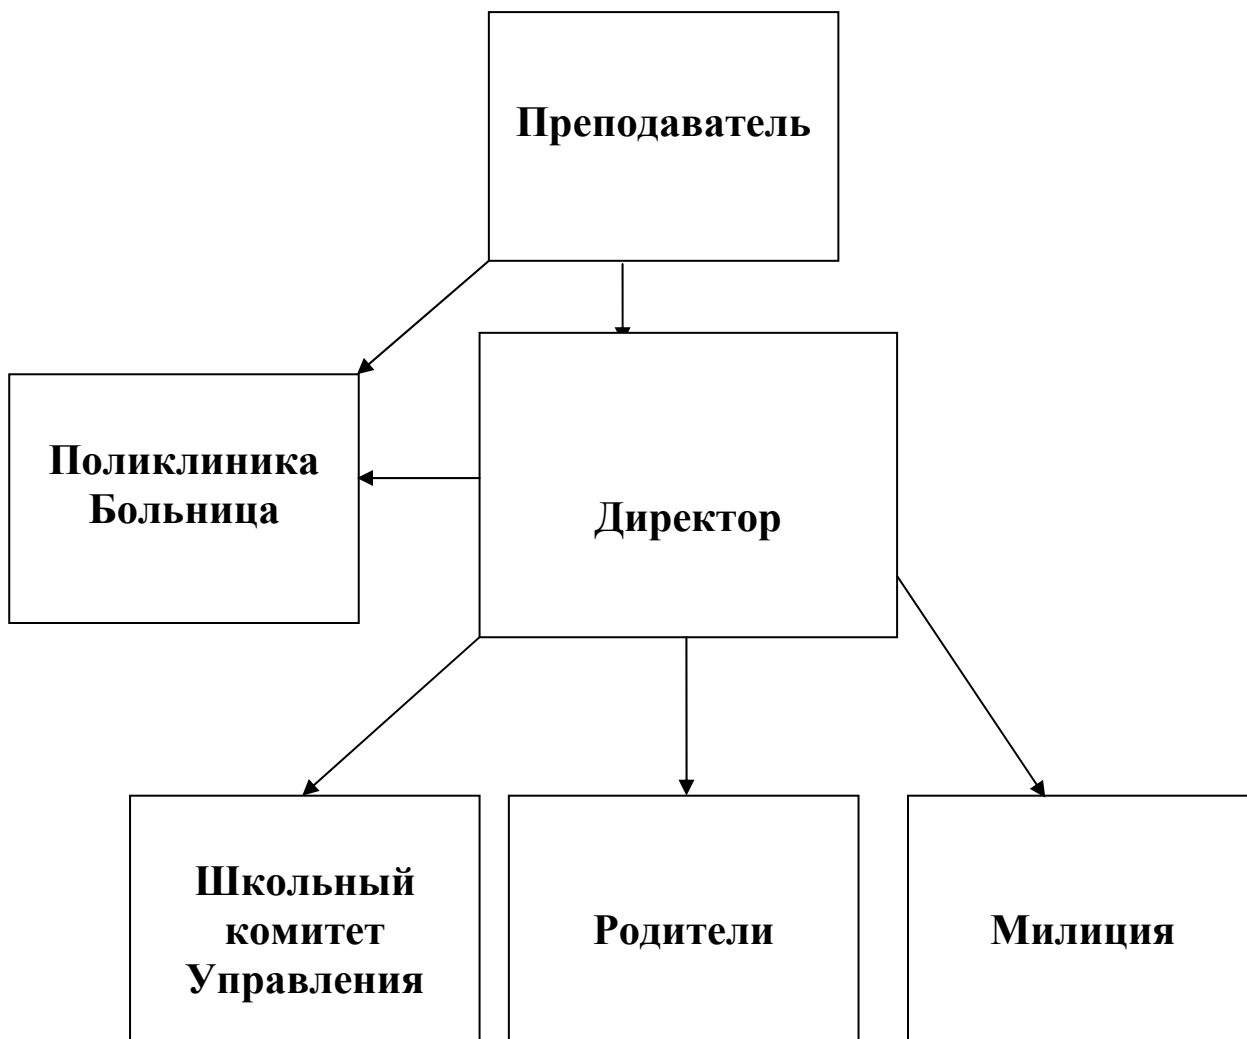 Преподаватель
Поликлиника
Больница
Директор
Школьный
комитет
Управления
Родители
Милиция